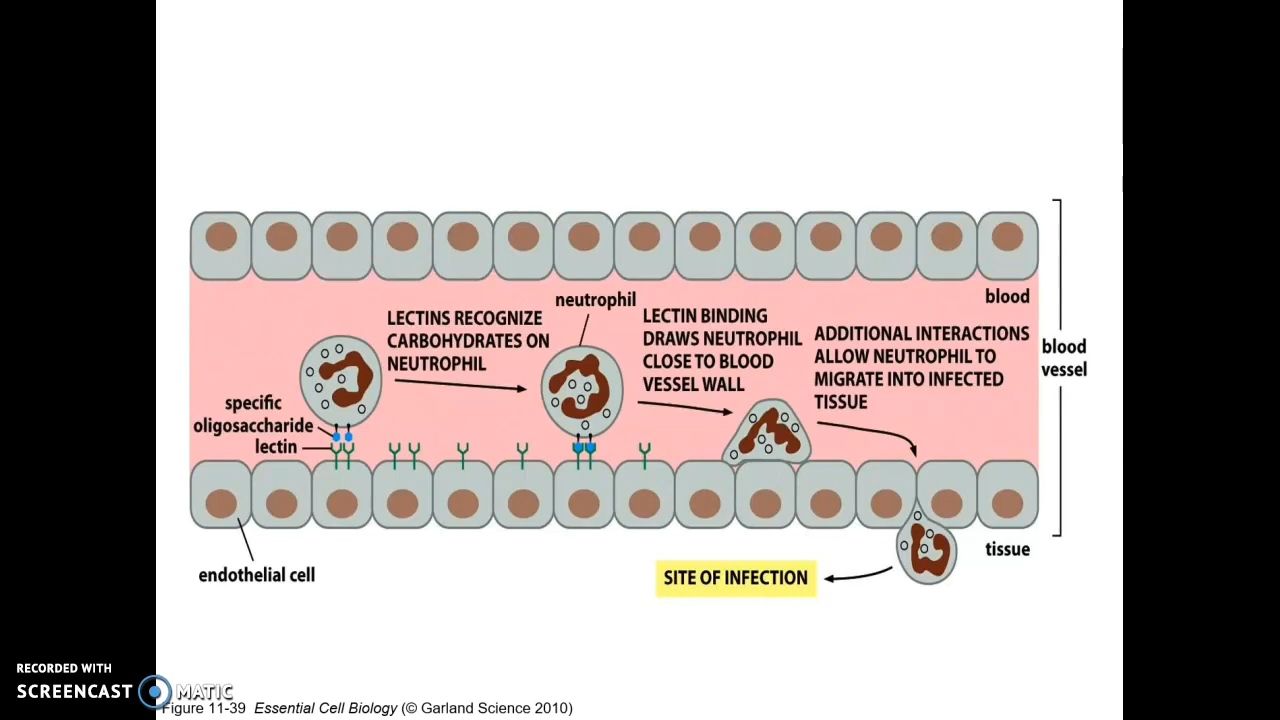 blood
neutrophil
LECTINS RECOGNIZE
CARBOHYDRATES ON
NEUTROPHIL
LECTIN BINDING
DRAWS NEUTROPHIL
CLOSE TO BLOOD
VESSEL WALL
ADDITIONAL INTERACTIONS
ALLOW NEUTROPHIL TO
MIGRATE INTO INFECTED
TISSUE
blood
vessel
specific
oligosaccharide
lectin
tissue
endothelial cell
SITE OF INFECTION
RECORDED WITH
SCREENCAST MATIC
Figure 11-39 Essential Cell Biology (© Garland Science 2010)